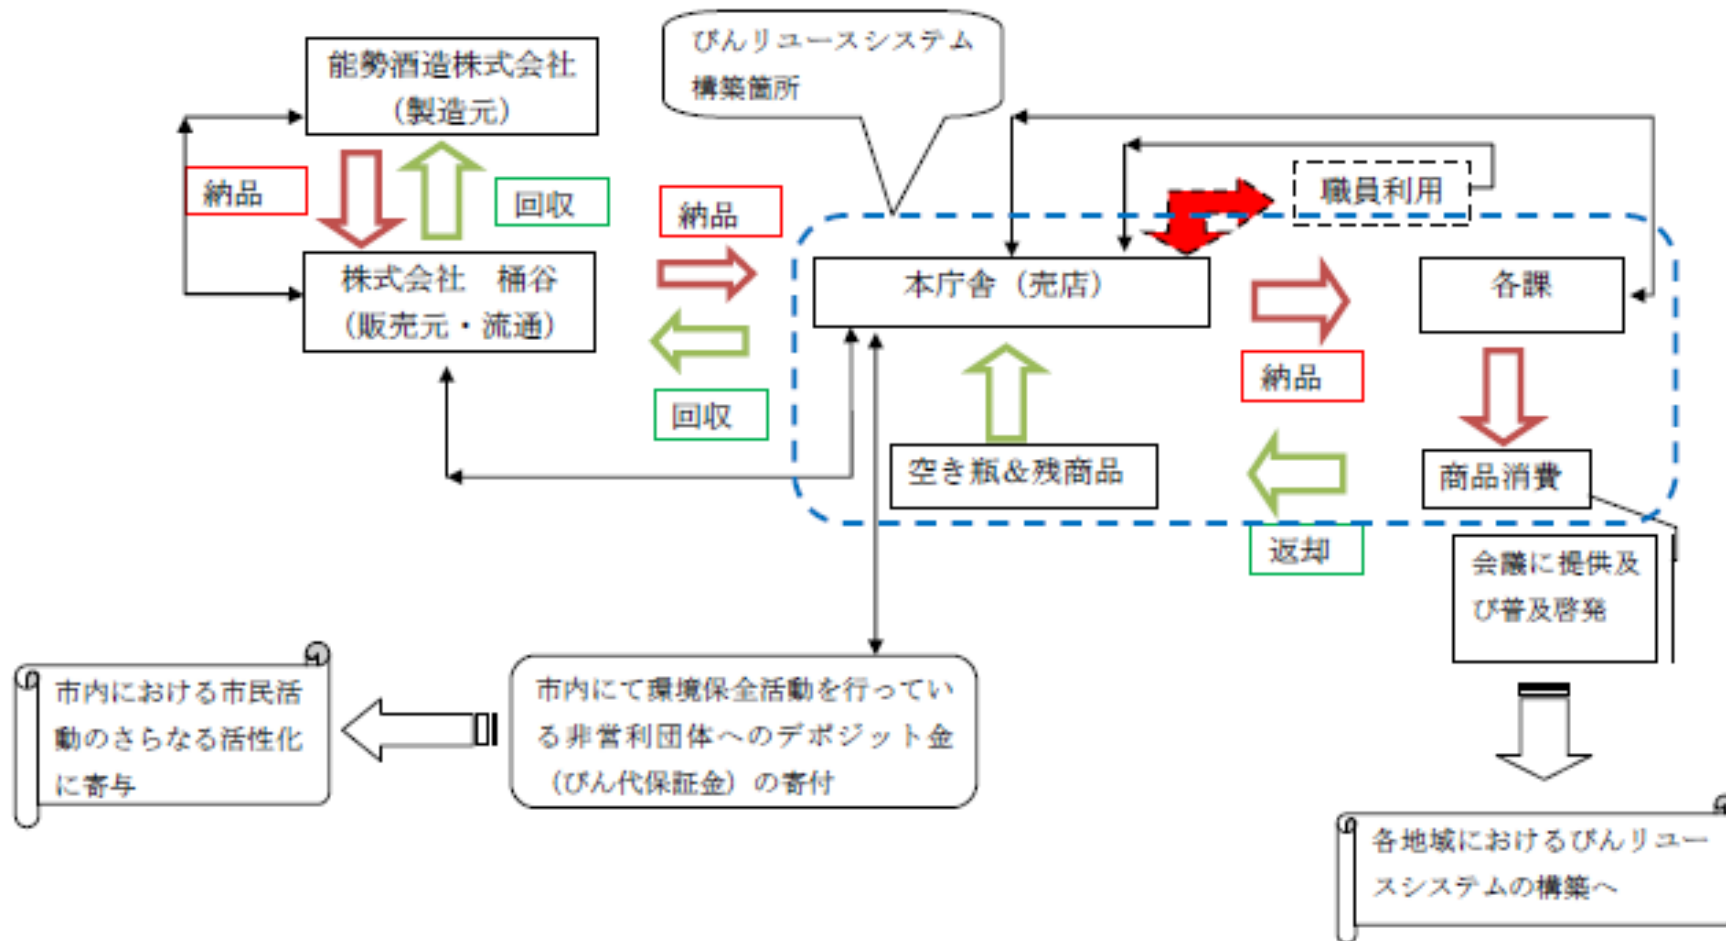 びんリユースシステム
構築箇所
能勢酒造株式会社
（製造元）
納品
回収
株式会社　桶谷
（販売元・流通）
納品
回収
職員利用
本庁舎（売店）
各課
納品
空き瓶＆残商品
商品消費
返却
会議に提供及
び普及啓発
市内における市民活
動のさらなる活性化
に寄与
市内にて環境保全活動を行ってい
る非営利団体へのデポジット金
（びん代保証金）の寄付
各地域におけるびんリユー
スシステムの構築へ